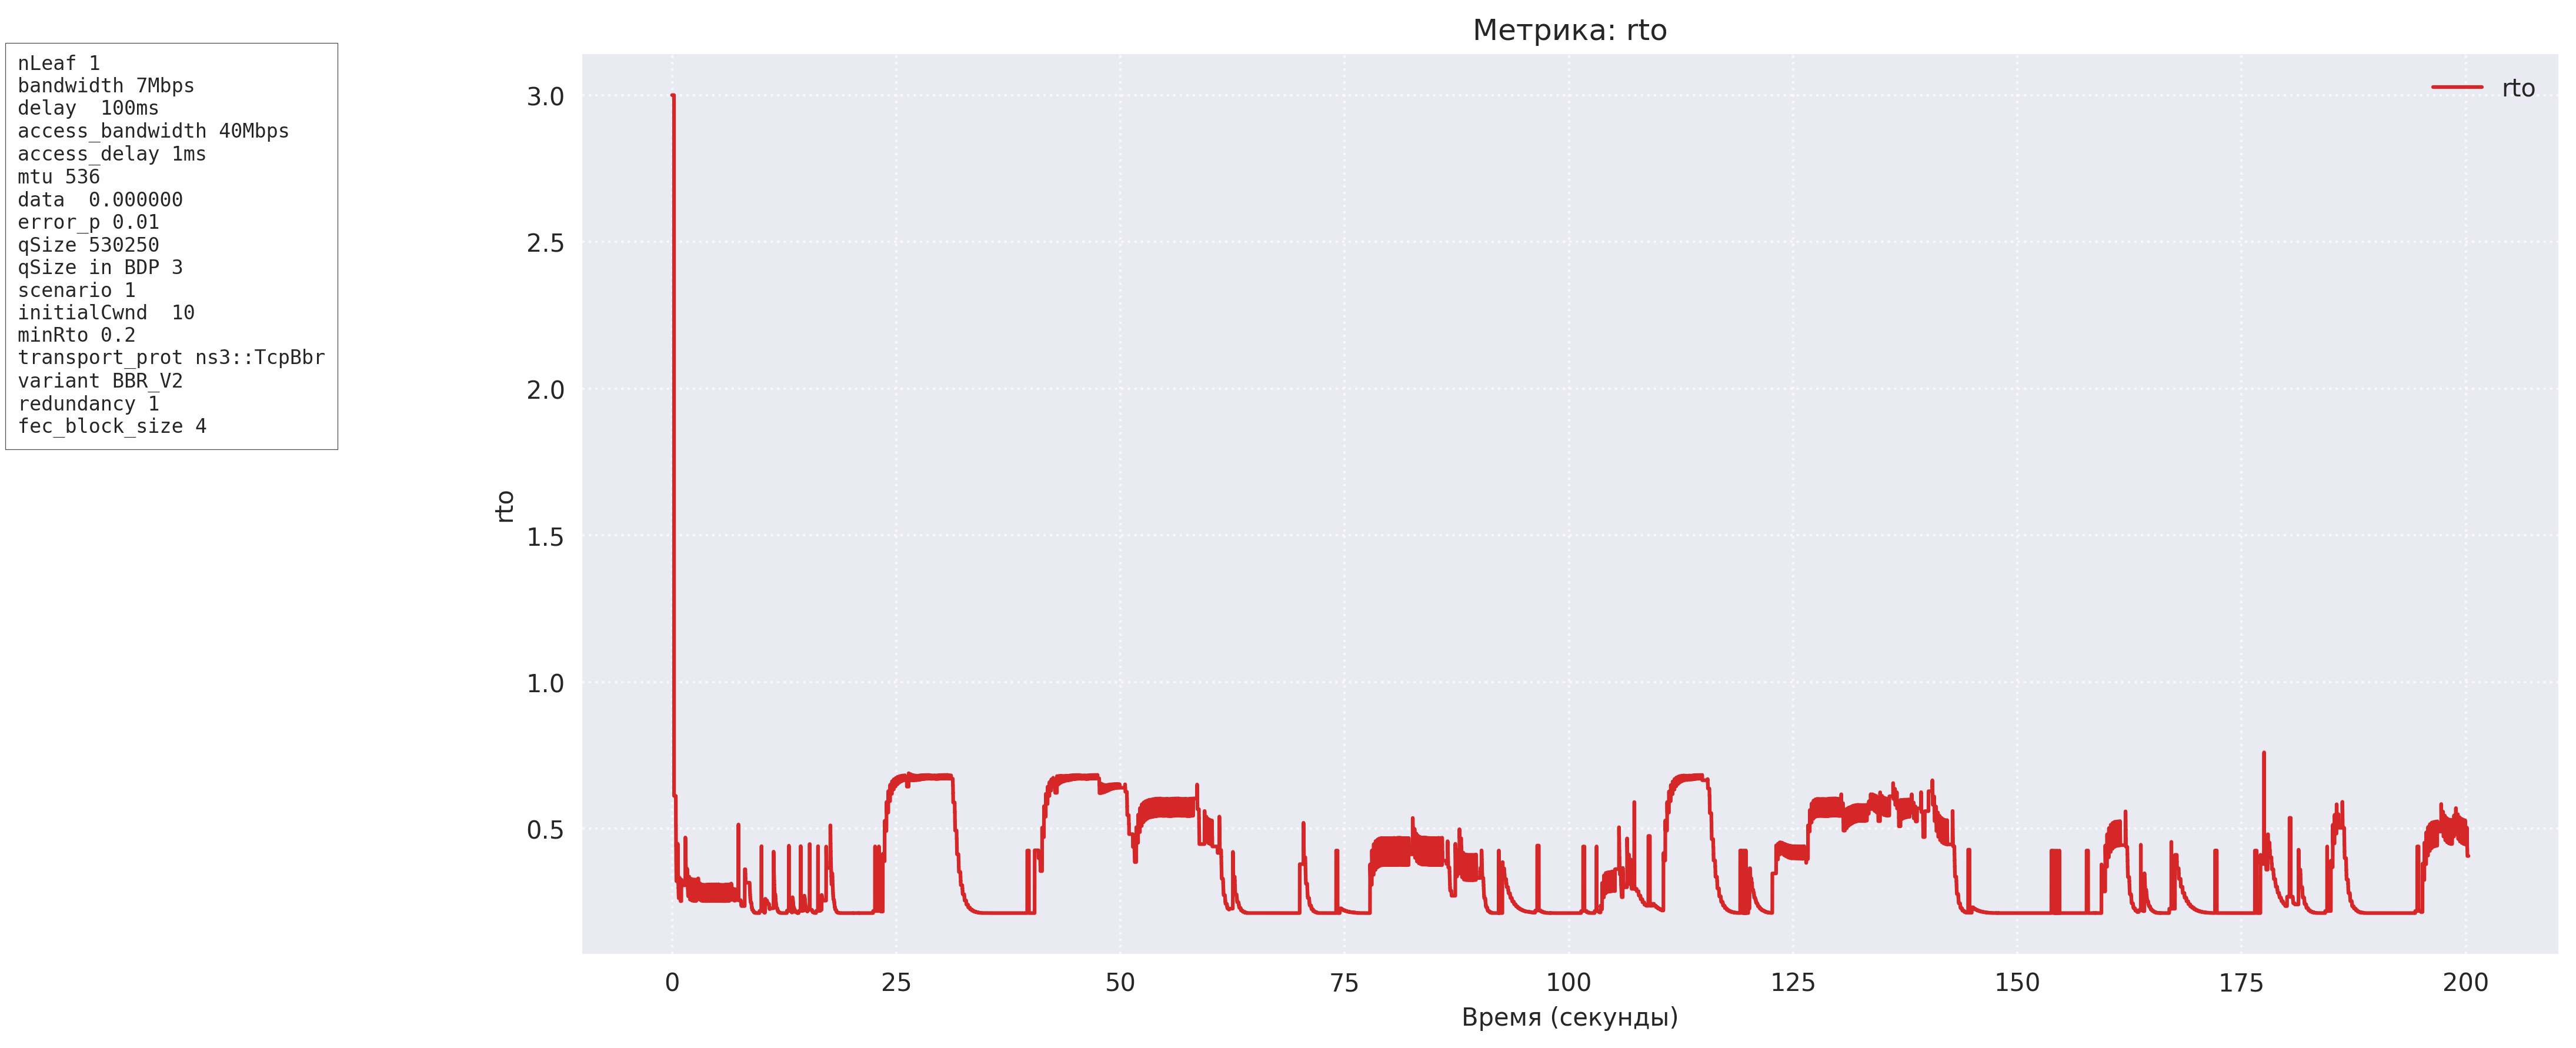 Метрика: rto
nLeaf 1
bandwidth 7Mbps
delay  100ms
access_bandwidth 40Mbps
access_delay 1ms
mtu 536
data  0.000000
error_p 0.01
qSize 530250
qSize in BDP 3
scenario 1
initialCwnd  10
minRto 0.2
transport_prot ns3::TcpBbr
variant BBR_V2
redundancy 1
fec_block_size 4
rto
3.0
2.5
2.0
1.5
1.0
0.5
rto
0 25 50 75 100 125 150 175 200
Время (секунды)